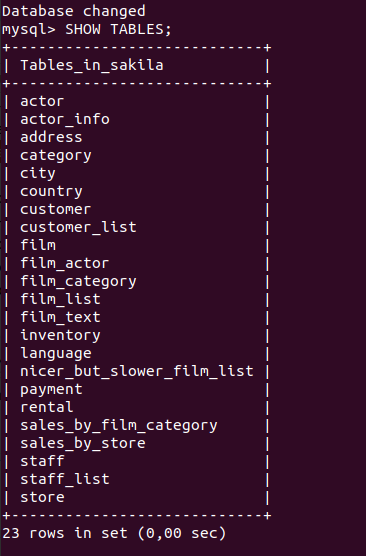 Database changed
mysql> SHOW TABLES;
+----------------------------+
| Tables_in_sakila           |
+----------------------------+
| actor                      |
| actor_info                 |
| address                    |
| category                   |
| city                       |
| country                    |
| customer                   |
| customer_list              |
| film                       |
| film_actor                 |
| film_category              |
| film_list                  |
| film_text                  |
| inventory                  |
| language                   |
| nicer_but_slower_film_list |
| payment                    |
| rental                     |
| sales_by_film_category     |
| sales_by_store             |
| staff                      |
| staff_list                 |
| store                      |
+----------------------------+
23 rows in set (0,00 sec)